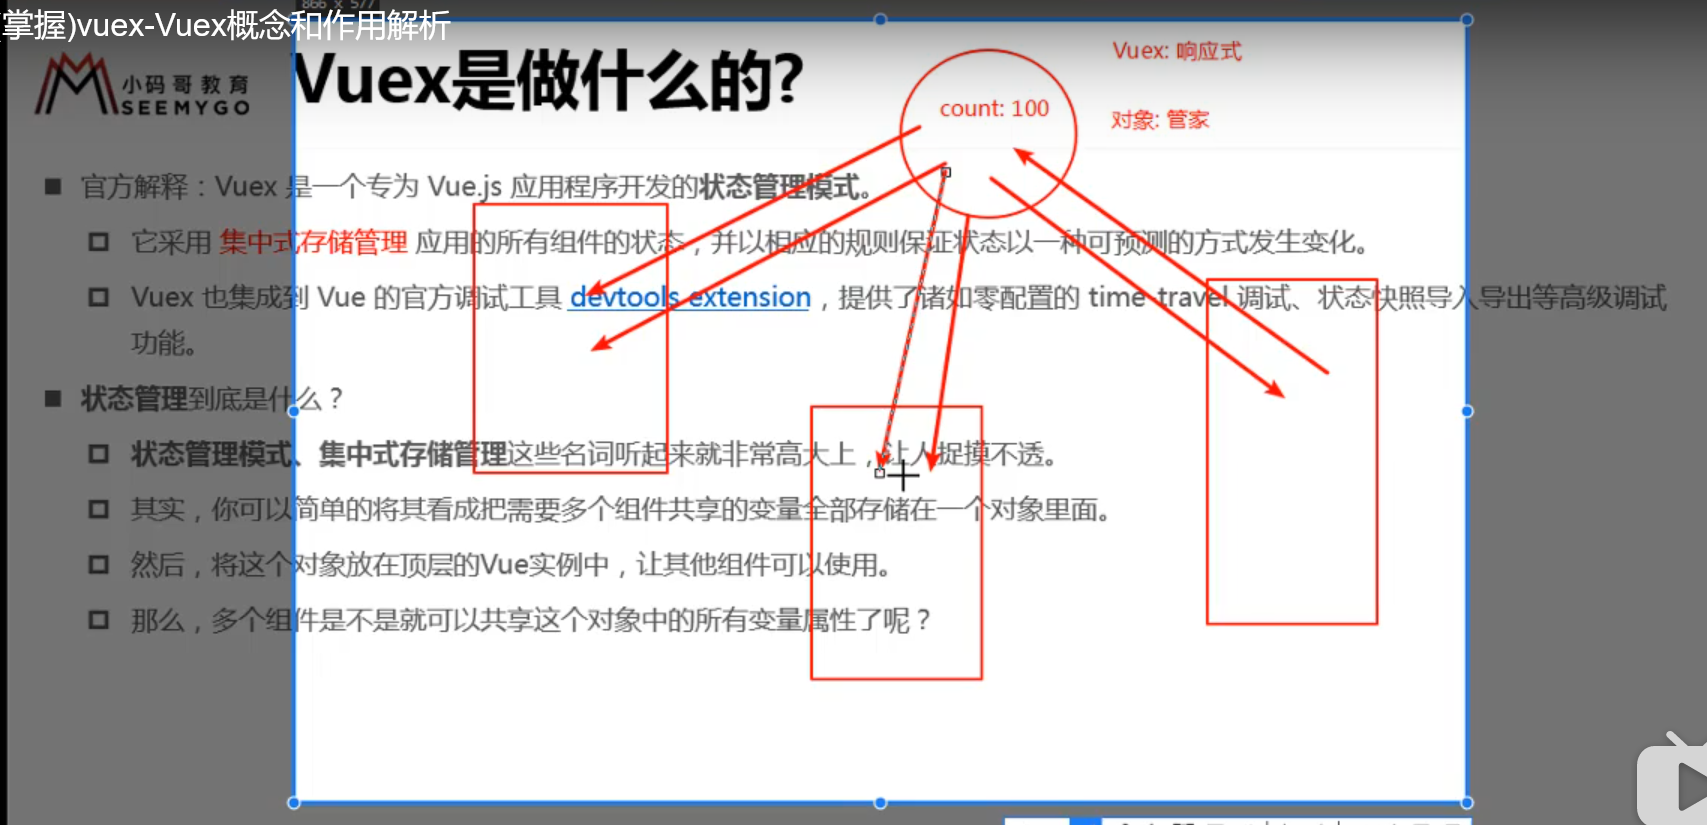 掌握)vuex-Vuex概念和作用解析
小码哥教育
SEEMYGO
Vuex是做什么的?
count: 100
Vuex: 响应式
对象: 管家
官方解释：Vuex 是一个专为 Vue.js 应用程序开发的状态管理模式。
它采用 集中式存储管理 应用的所有组件的状态，并以相应的规则保证状态以一种可预测的方式发生变化。
Vuex 也集成到 Vue 的官方调试工具 devtools extension，提供了诸如零配置的 time-travel 调试、状态快照导入导出等高级调试
功能。
状态管理到底是什么？
状态管理模式、集中式存储管理这些名词听起来就非常高大上，让人捉摸不透。
其实，你可以简单的将其看成把需要多个组件共享的变量全部存储在一个对象里面。
然后，将这个对象放在顶层的Vue实例中，让其他组件可以使用。
那么，多个组件是不是就可以共享这个对象中的所有变量属性了呢？